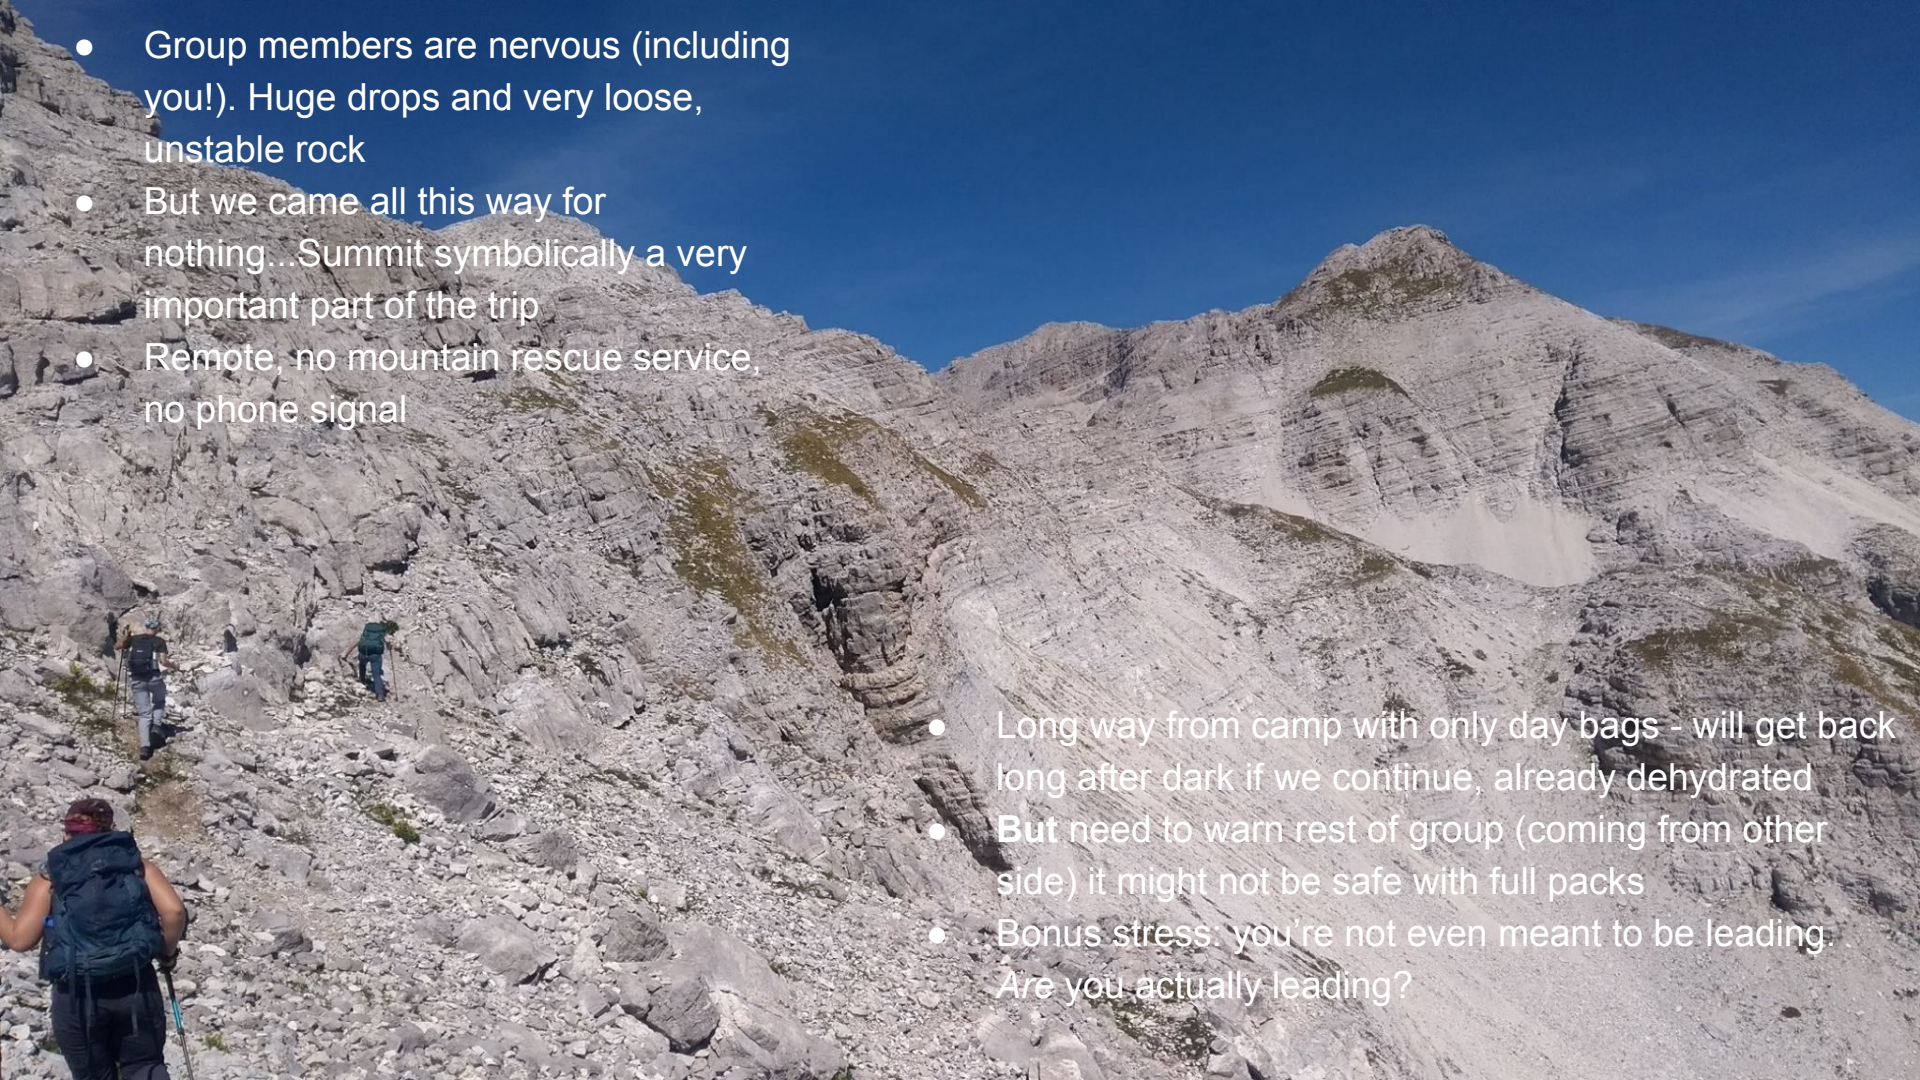 ● Group members are nervous (including
you!). Huge drops and very loose,
unstable rock
● But we came all this way for
nothing...Summit symbolically a very
important part of the trip
● Remote, no mountain rescue service,
no phone signal
● Long way from camp with only day bags - will get back
long after dark if we continue, already dehydrated
● But need to warn rest of group (coming from other
side) it might not be safe with full packs
● Bonus stress: you’re not even meant to be leading.
Are you actually leading?